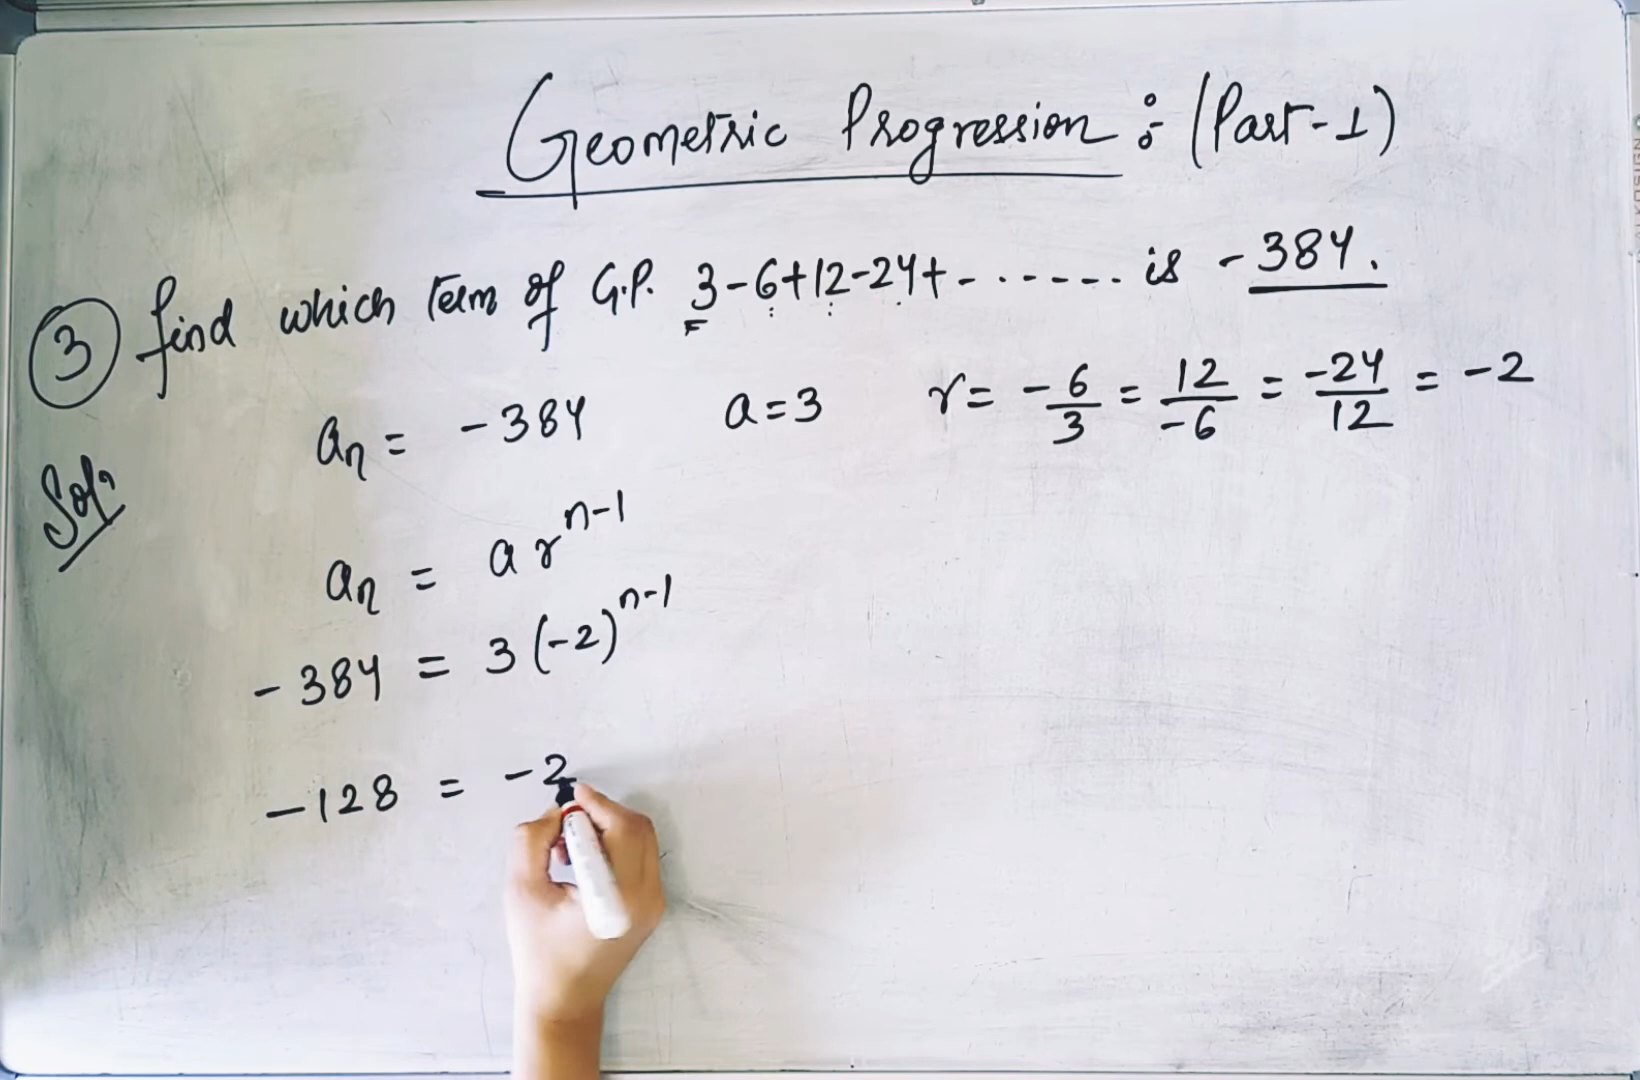 Geometric Progression : (Part-1)
③ find which term of G.P. 3-6+12-24+ - ...... is -384.
Sol:
aₙ = -384 a=3 r= -6/3 = 12/-6 = -24/12 = -2
aₙ = a r^(n-1)
-384 = 3 (-2)^(n-1)
-128 = -2